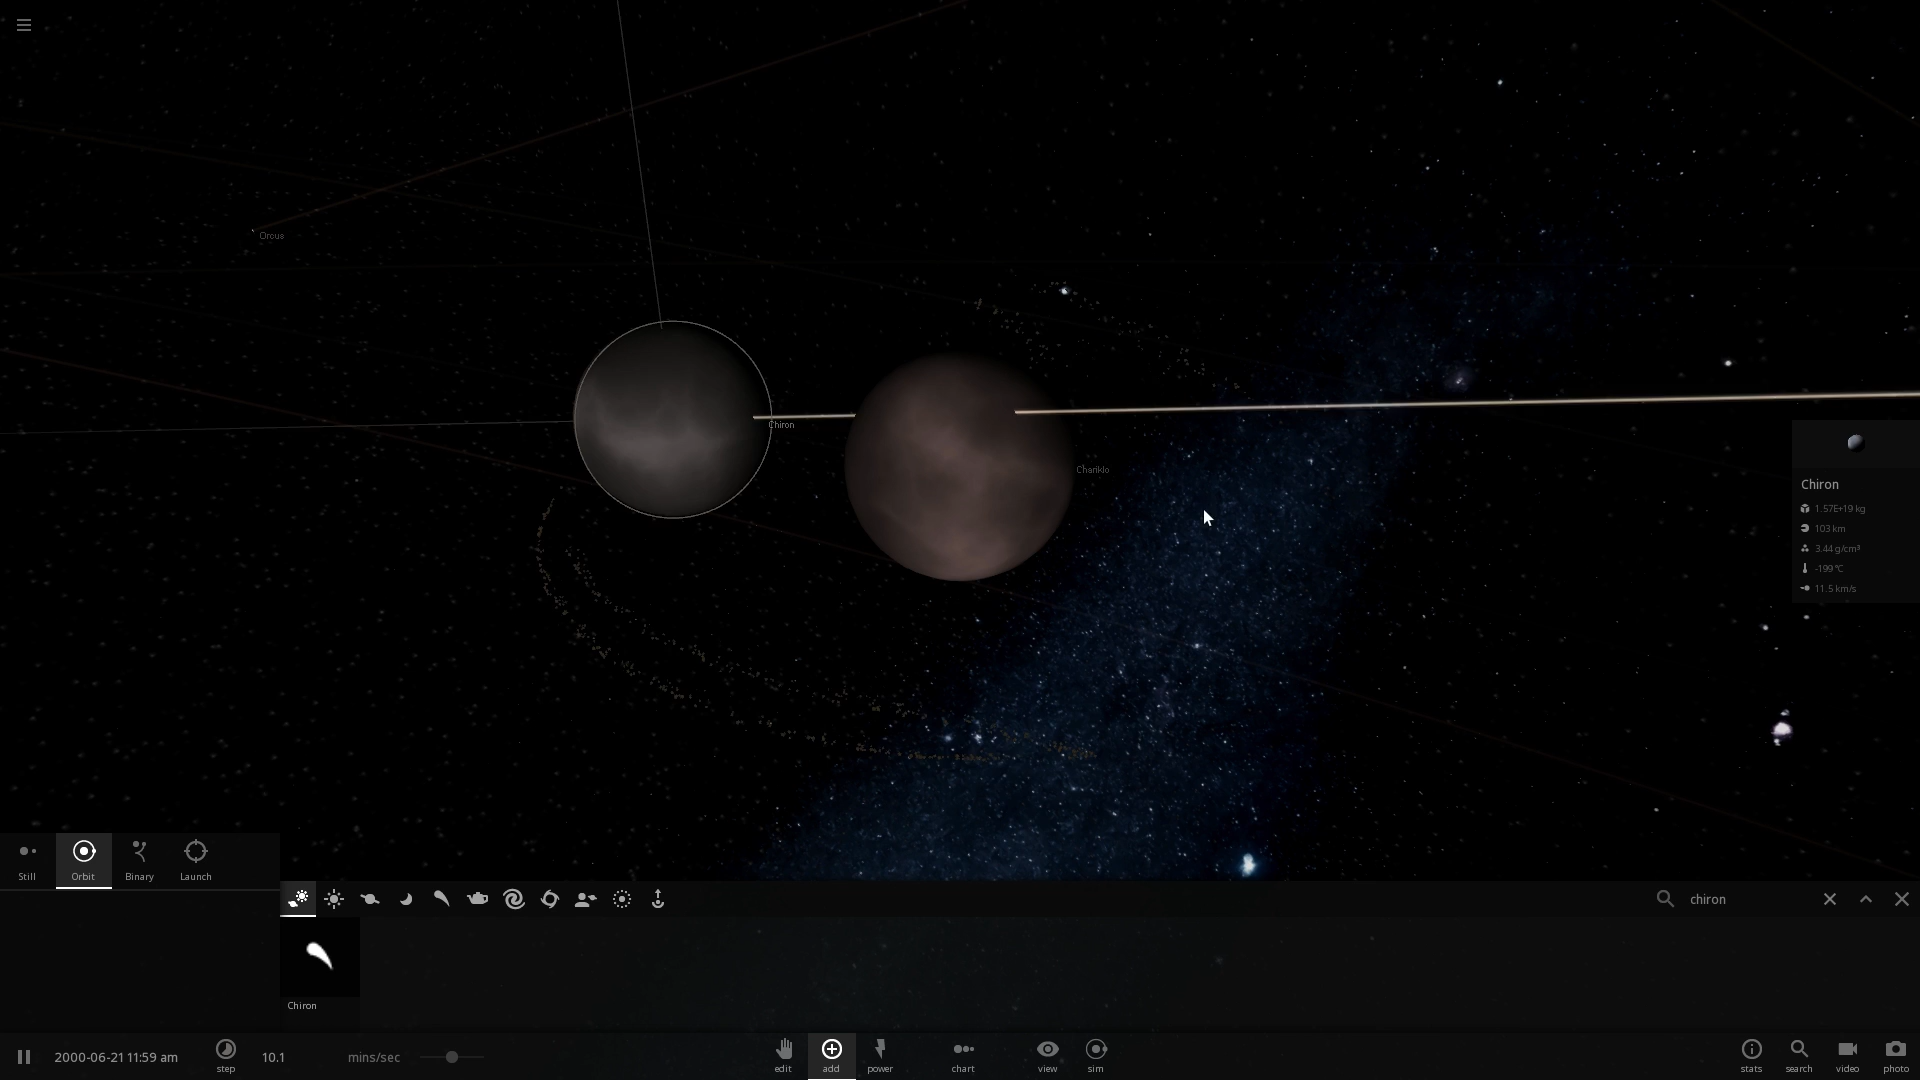 Orcus
Chiron
Chariklo
Chiron
1.57E+19 kg
103 km
3.44 g/cm³
-199 °C
11.5 km/s
Still
Orbit
Binary
Launch
chiron
Chiron
2000-06-21 11:59 am
step
10.1
mins/sec
edit
add
power
chart
view
sim
stats
search
video
photo